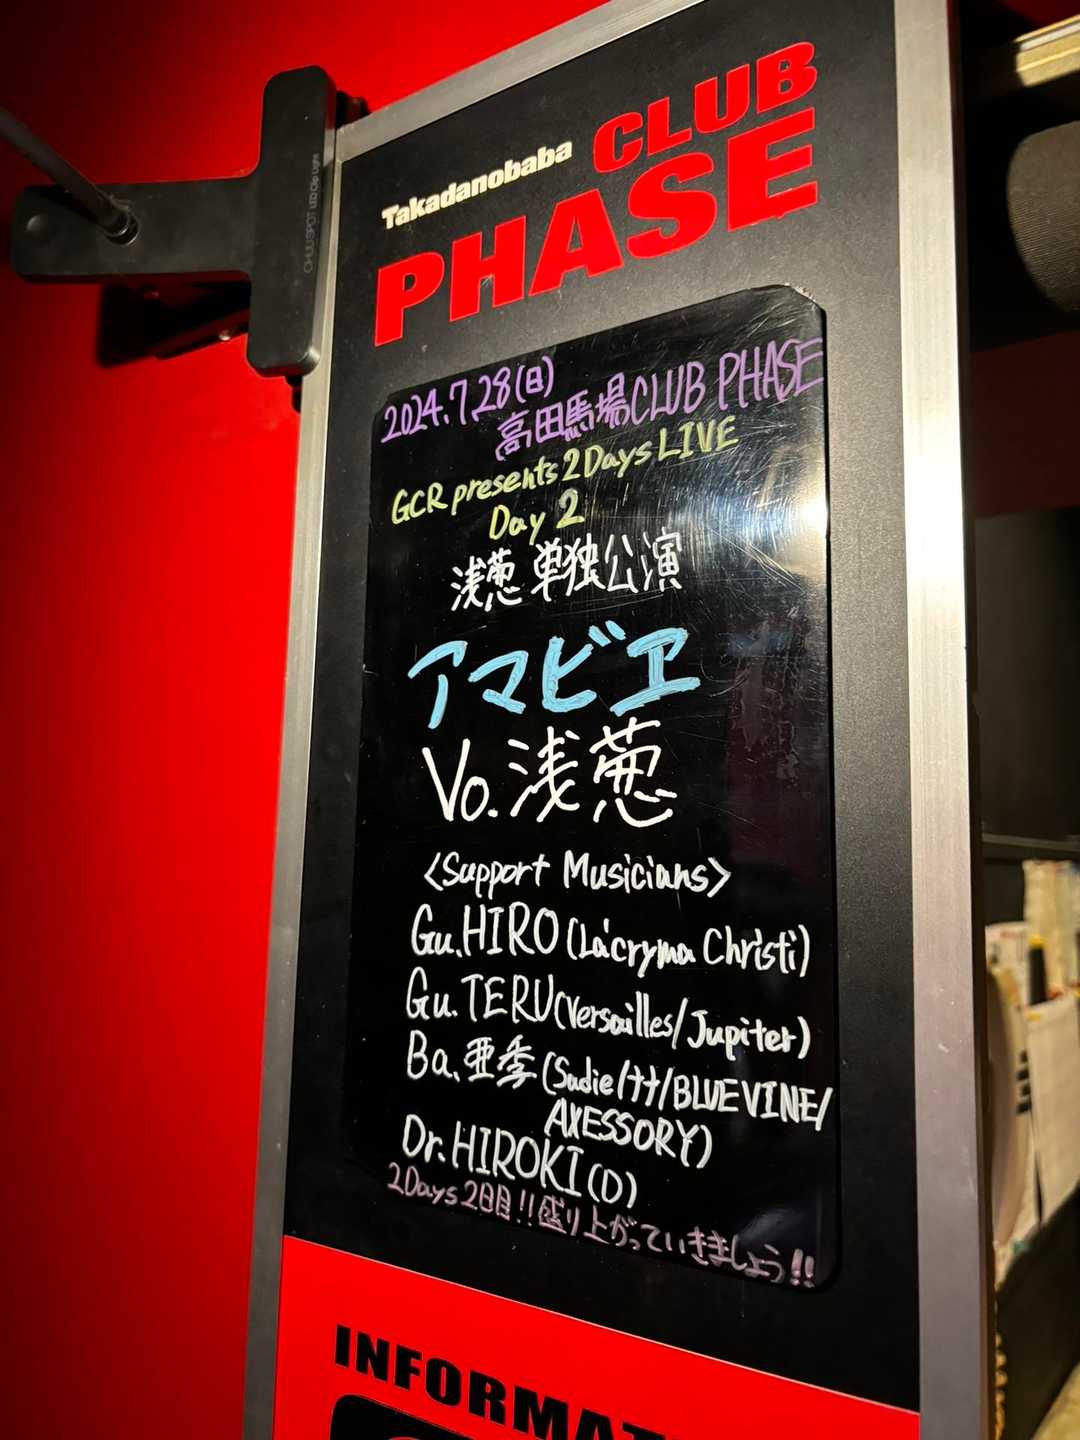 Takadanobaba CLUB
PHASE
2024.7.28(日)
高田馬場CLUB PHASE
GCR presents 2Days LIVE
Day 2
浅葱 単独公演
アマビヱ
Vo.浅葱
<Support Musicians>
Gu.HIRO(La'cryma Christi)
Gu.TERU(Versailles/Jupiter)
Ba.亜季(Sadie/††/BLUEVINE/
AXESSORY)
Dr.HIROKI(D)
2Days 2日目!!盛り上がっていきましょう!!
INFORMAT